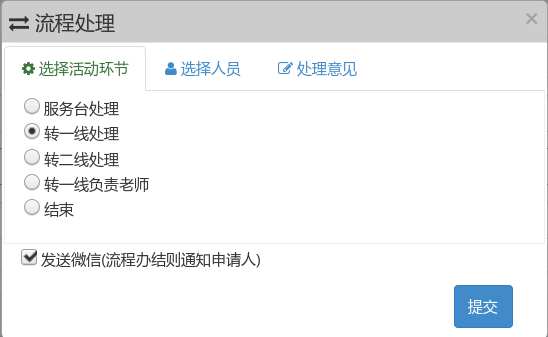 流程处理
选择活动环节 选择人员 处理意见
服务台处理
转一线处理
转二线处理
转一线负责老师
结束
发送微信(流程办结则通知申请人)
提交